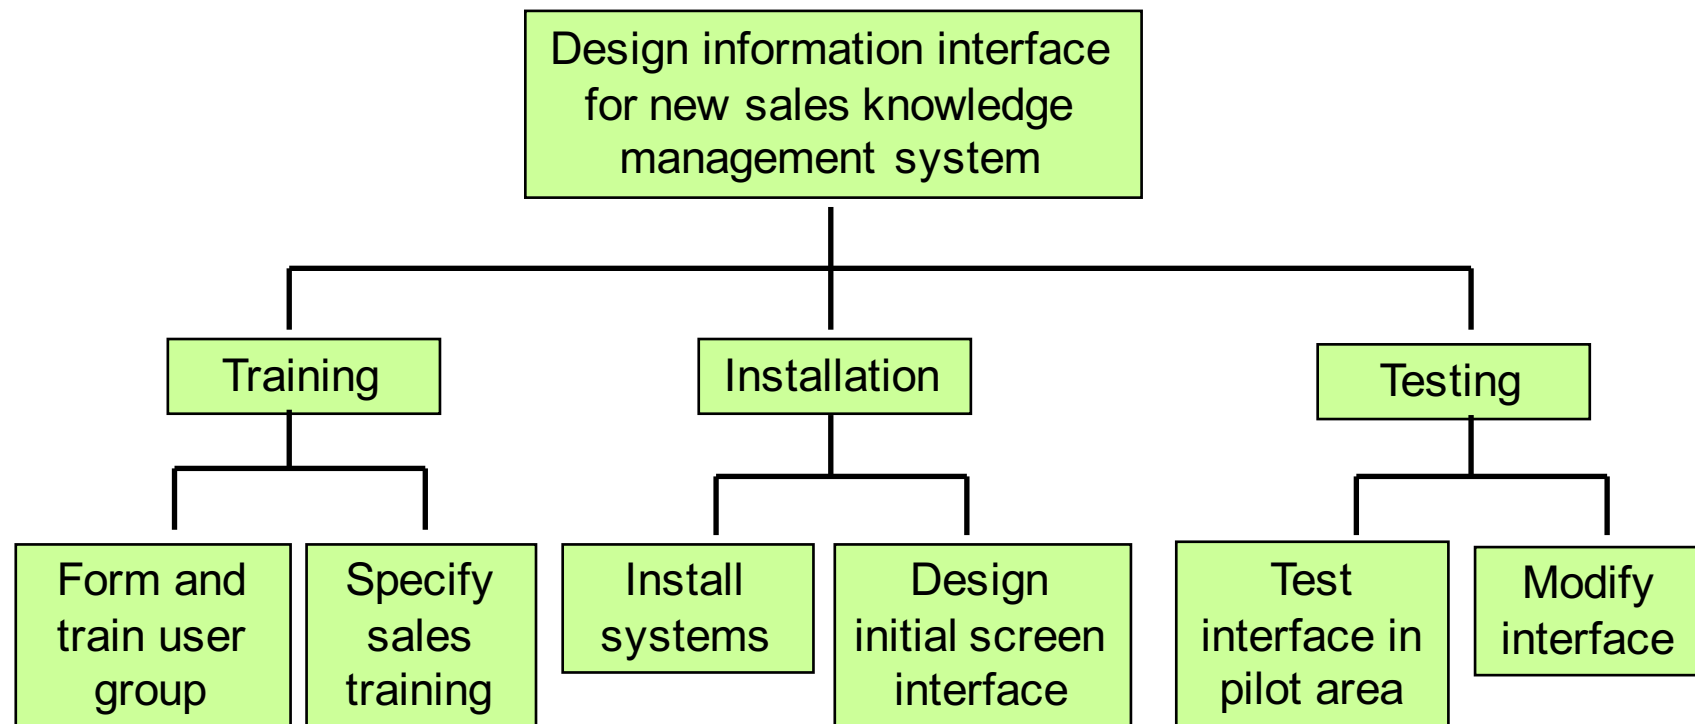 Design information interface
for new sales knowledge
management system
Training
Installation
Testing
Form and
train user
group
Specify
sales
training
Install
systems
Design
initial screen
interface
Test
interface in
pilot area
Modify
interface